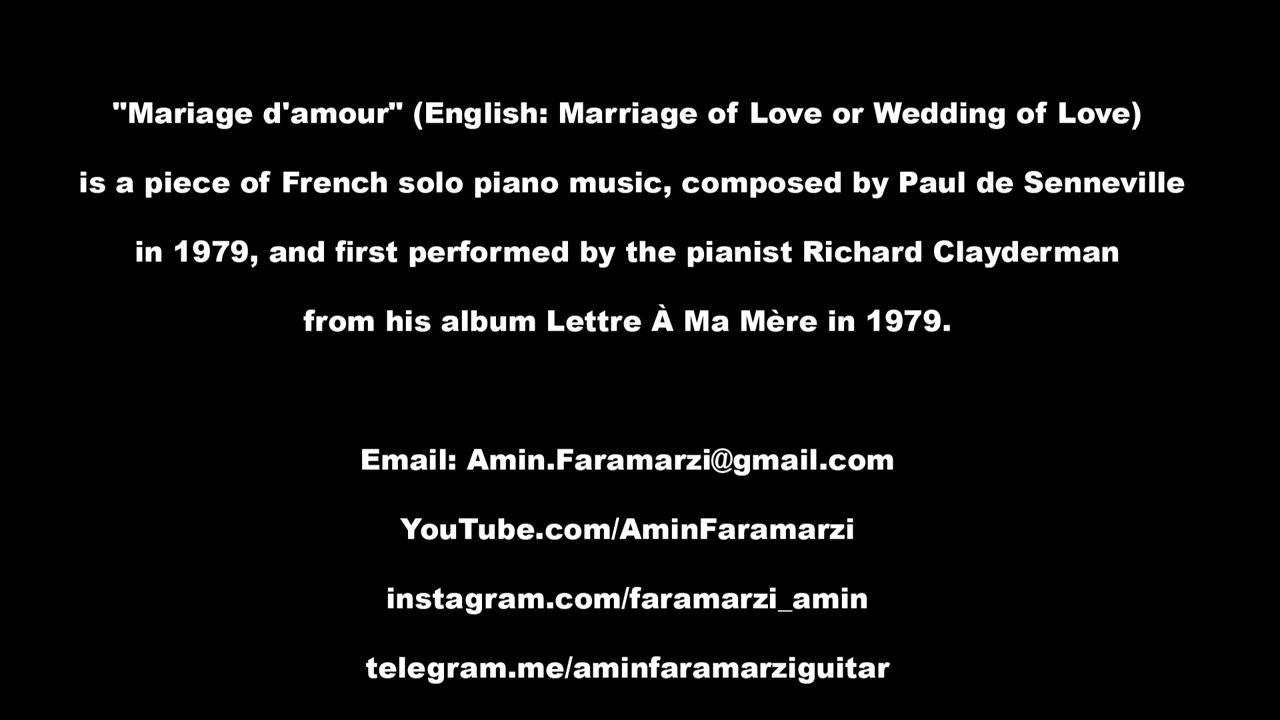 "Mariage d'amour" (English: Marriage of Love or Wedding of Love)
is a piece of French solo piano music, composed by Paul de Senneville
in 1979, and first performed by the pianist Richard Clayderman
from his album Lettre À Ma Mère in 1979.
Email: Amin.Faramarzi@gmail.com
YouTube.com/AminFaramarzi
instagram.com/faramarzi_amin
telegram.me/aminfaramarziguitar